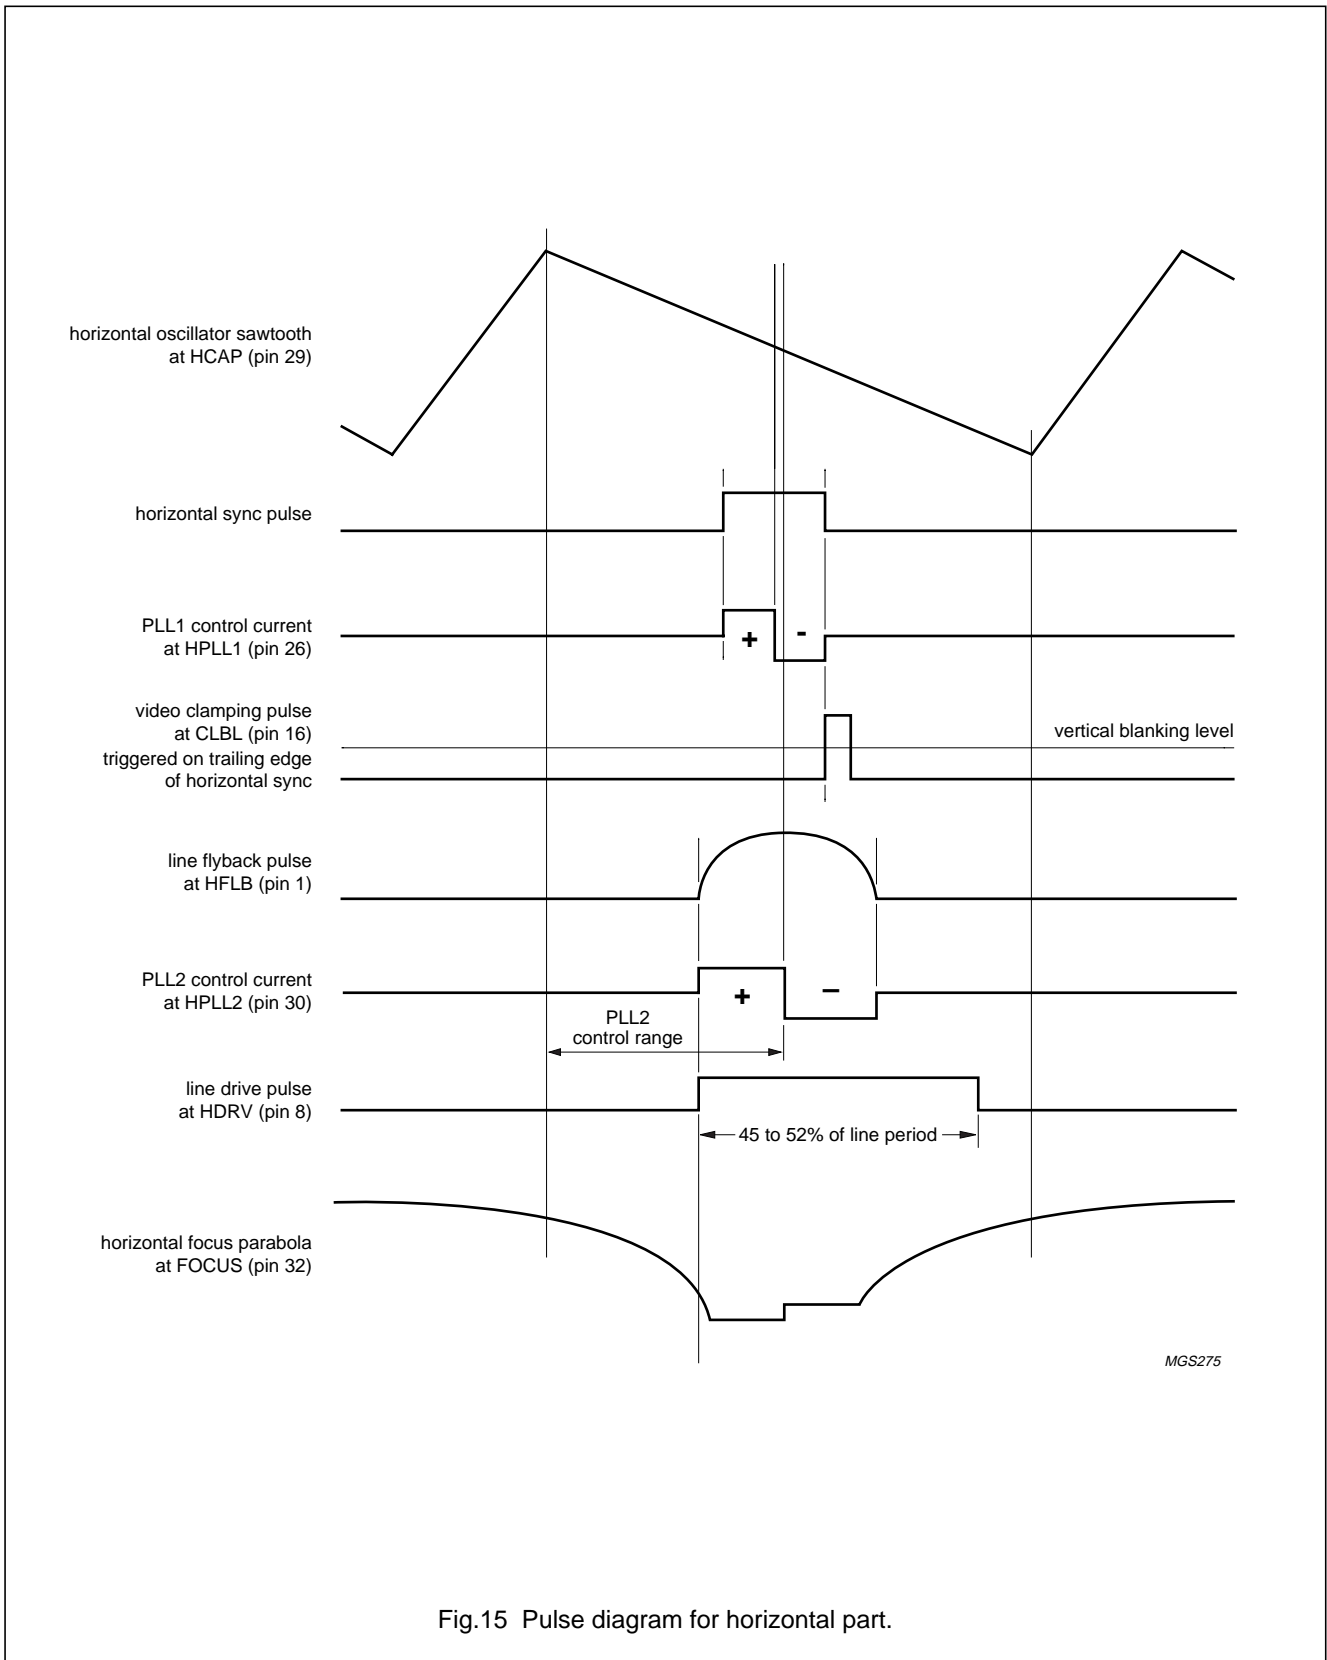 horizontal oscillator sawtooth
at HCAP (pin 29)
horizontal sync pulse
PLL1 control current
at HPLL1 (pin 26)
+
-
video clamping pulse
at CLBL (pin 16)
vertical blanking level
triggered on trailing edge
of horizontal sync
line flyback pulse
at HFLB (pin 1)
PLL2 control current
at HPLL2 (pin 30)
+
−
PLL2
control range
line drive pulse
at HDRV (pin 8)
45 to 52% of line period
horizontal focus parabola
at FOCUS (pin 32)
MGS275
Fig.15 Pulse diagram for horizontal part.